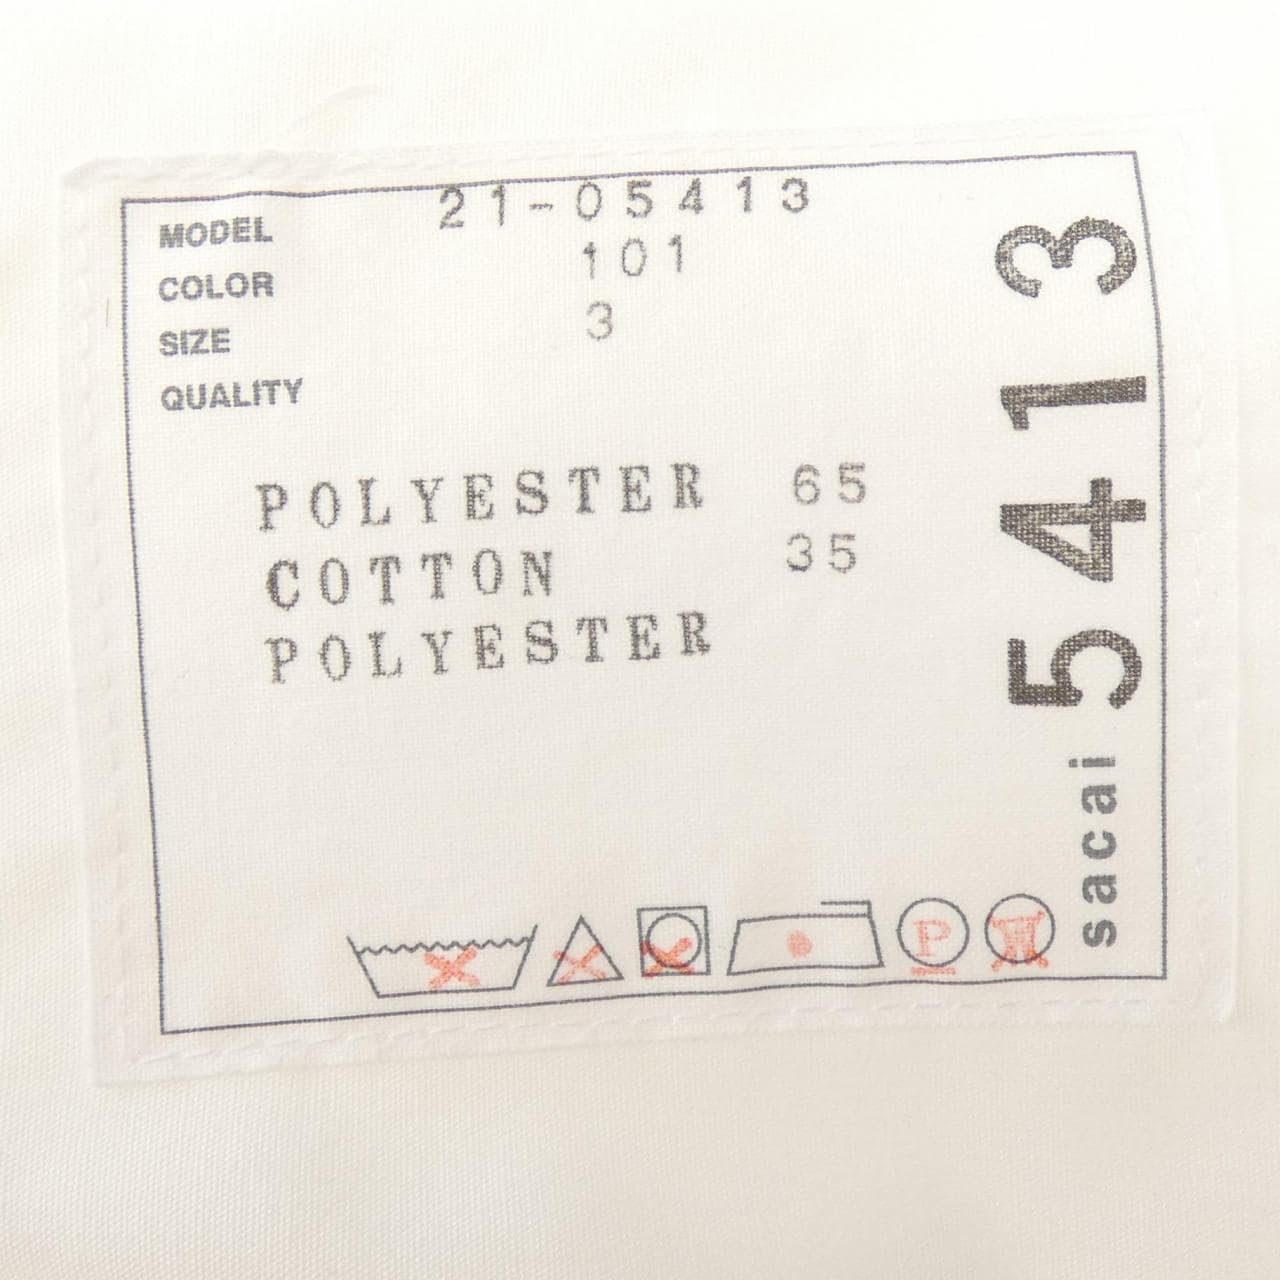 MODEL 21-05413
COLOR 101
SIZE 3
QUALITY
POLYESTER 65
COTTON 35
POLYESTER
sacai 5413
P
W